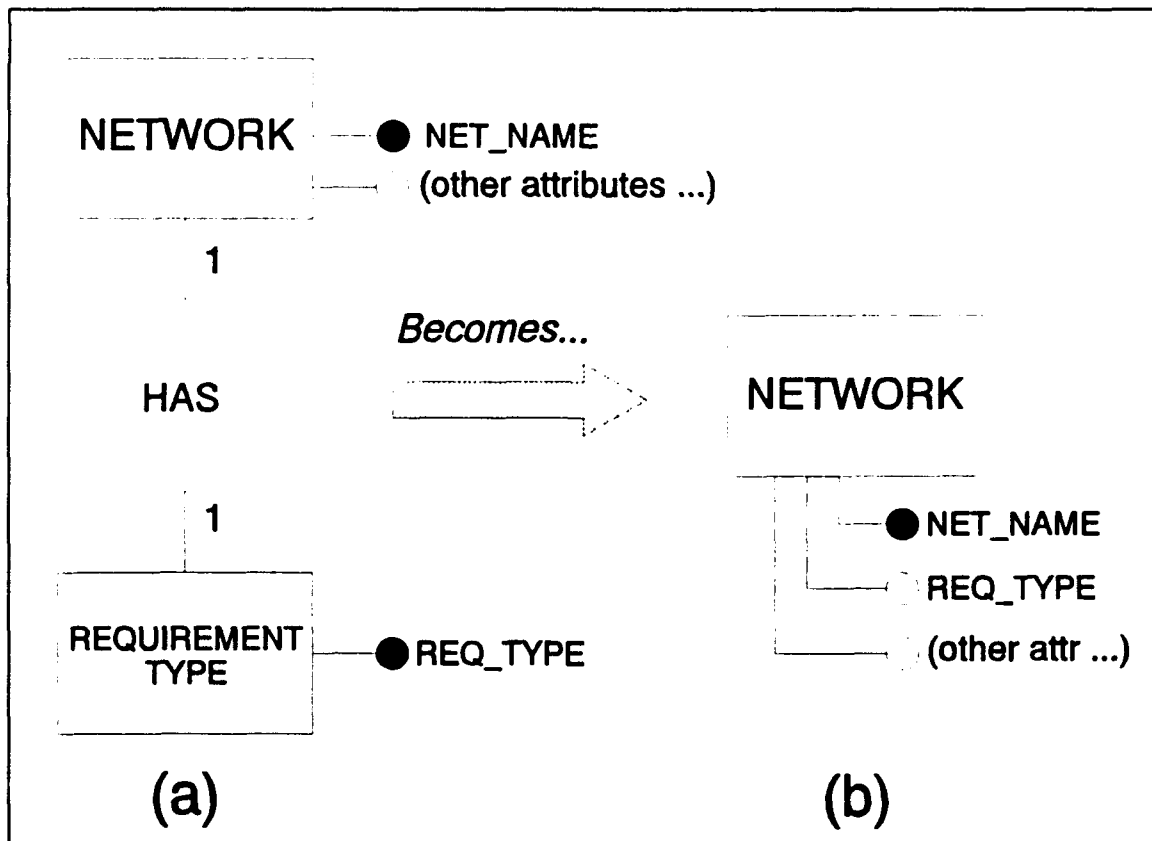 NETWORK
NET_NAME
(other attributes ...)
1
HAS
1
REQUIREMENT
TYPE
REQ_TYPE
(a)
Becomes...
NETWORK
NET_NAME
REQ_TYPE
(other attr ...)
(b)